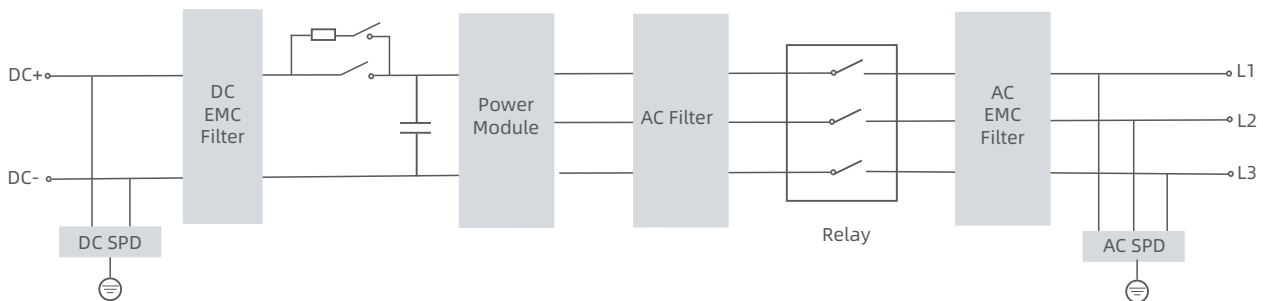 DC+
DC-
DC SPD
DC
EMC
Filter
Power
Module
AC Filter
Relay
AC
EMC
Filter
L1
L2
L3
AC SPD